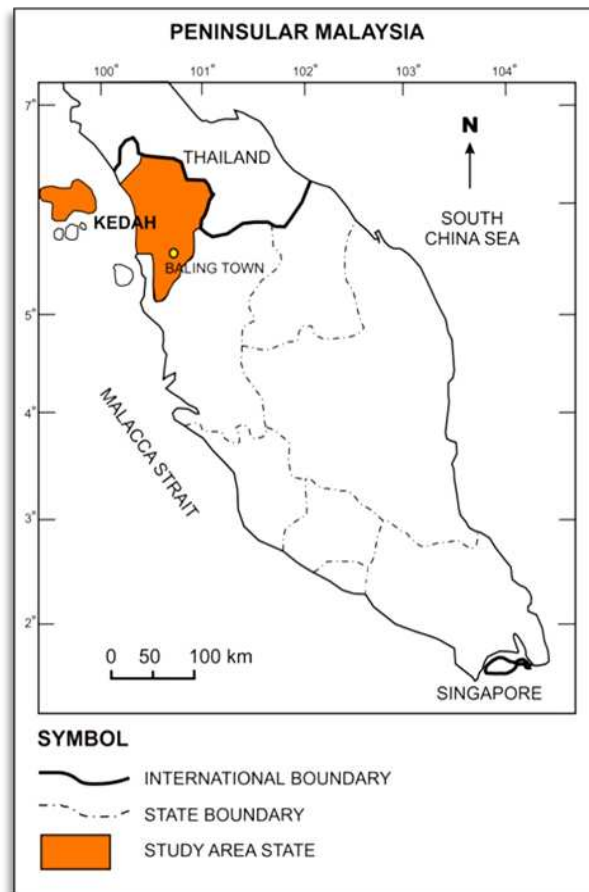 PENINSULAR MALAYSIA
100° 101° 102° 103° 104°
7°
N
THAILAND
KEDAH
SOUTH
CHINA SEA
BALING TOWN
5°
4°
MALACCA STRAIT
3°
2°
0 50 100 km
SINGAPORE
SYMBOL
INTERNATIONAL BOUNDARY
STATE BOUNDARY
STUDY AREA STATE